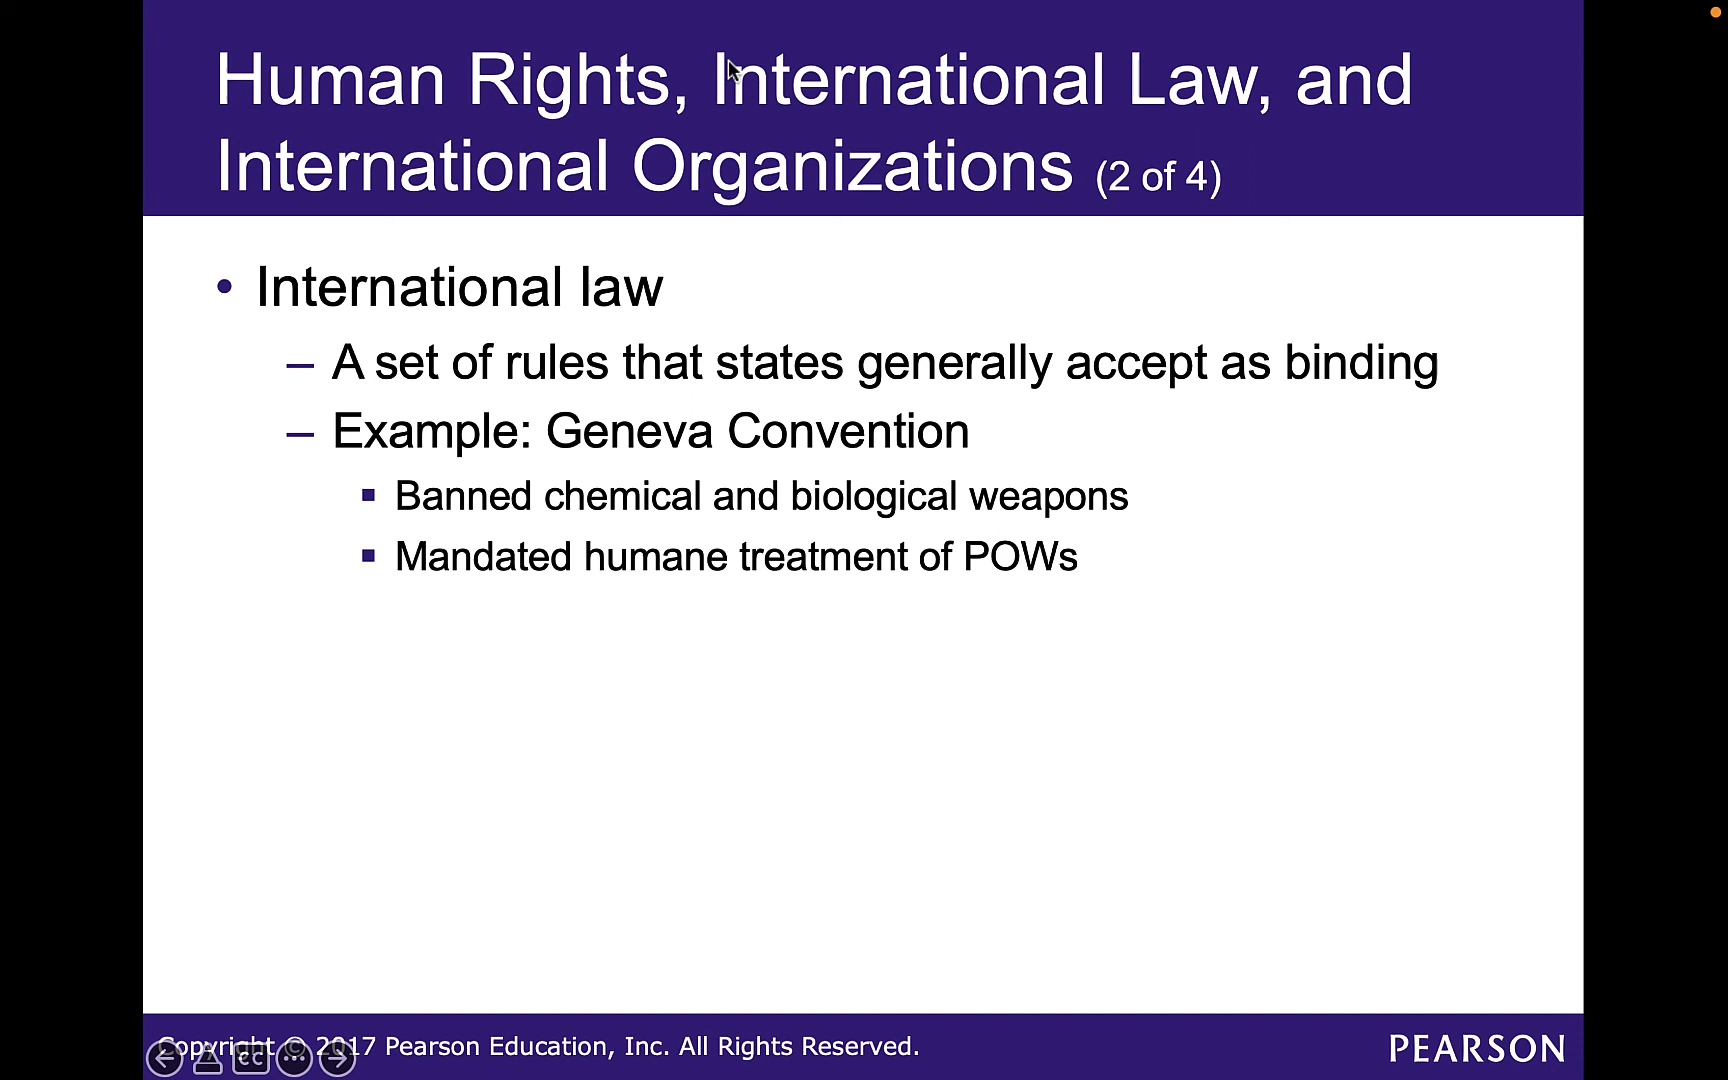 Human Rights, International Law, and
International Organizations (2 of 4)
• International law
– A set of rules that states generally accept as binding
– Example: Geneva Convention
▪ Banned chemical and biological weapons
▪ Mandated humane treatment of POWs
Copyright © 2017 Pearson Education, Inc. All Rights Reserved.
CC
PEARSON